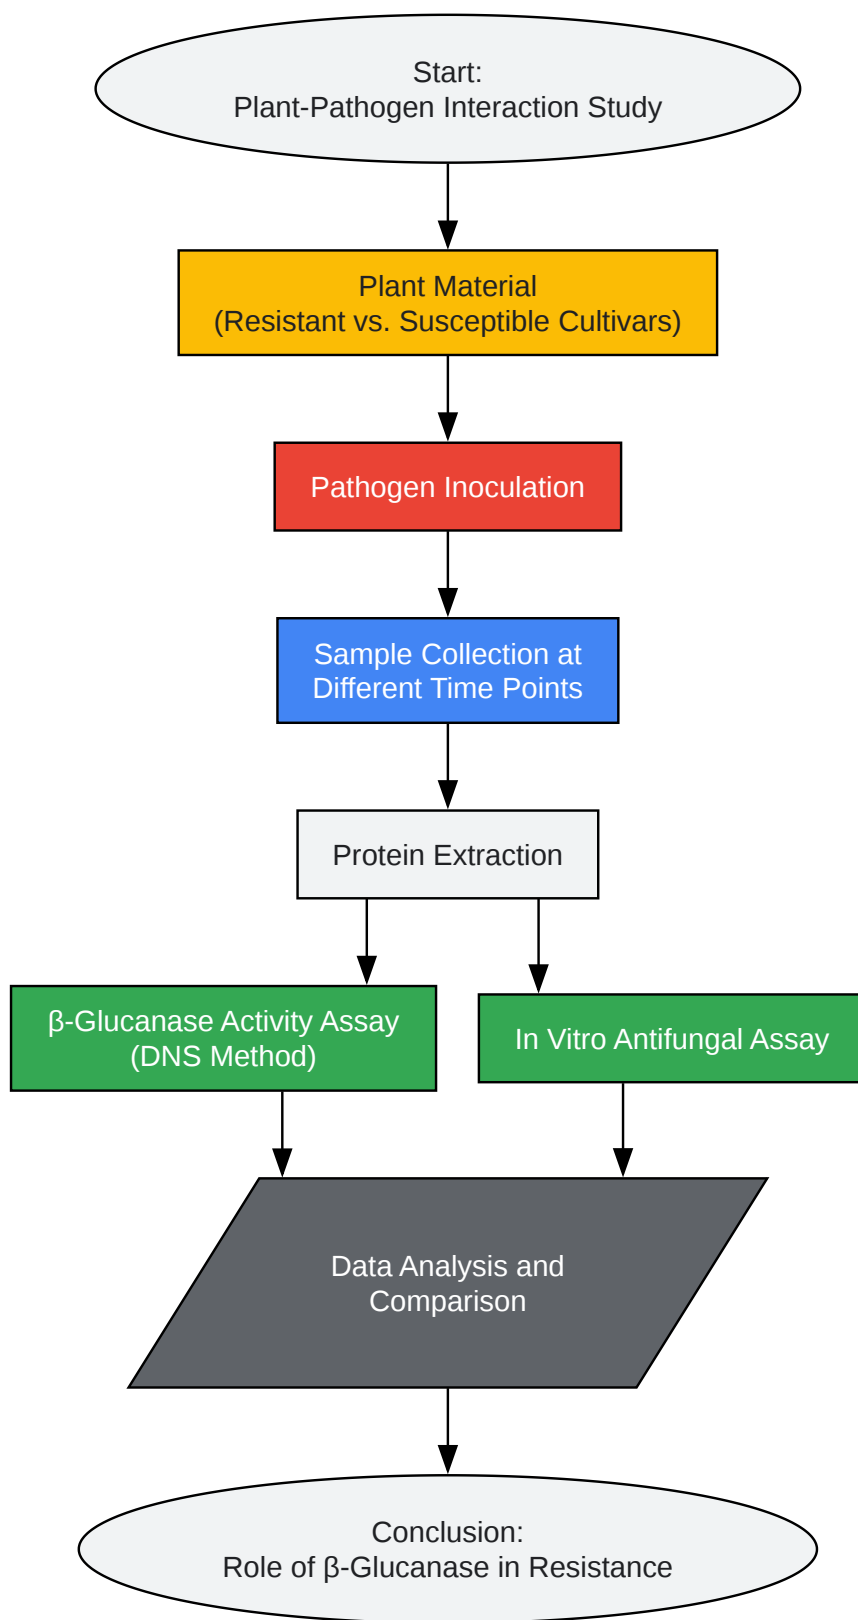 Start:
Plant-Pathogen Interaction Study
Plant Material
(Resistant vs. Susceptible Cultivars)
Pathogen Inoculation
Sample Collection at
Different Time Points
Protein Extraction
β-Glucanase Activity Assay
(DNS Method)
In Vitro Antifungal Assay
Data Analysis and
Comparison
Conclusion:
Role of β-Glucanase in Resistance